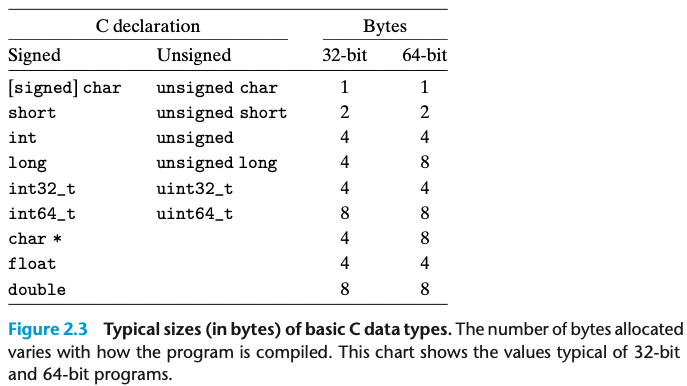 C declaration Bytes
Signed Unsigned 32-bit 64-bit
[signed] char unsigned char 1 1
short unsigned short 2 2
int unsigned 4 4
long unsigned long 4 8
int32_t uint32_t 4 4
int64_t uint64_t 8 8
char * 4 8
float 4 4
double 8 8
Figure 2.3 Typical sizes (in bytes) of basic C data types. The number of bytes allocated
varies with how the program is compiled. This chart shows the values typical of 32-bit
and 64-bit programs.